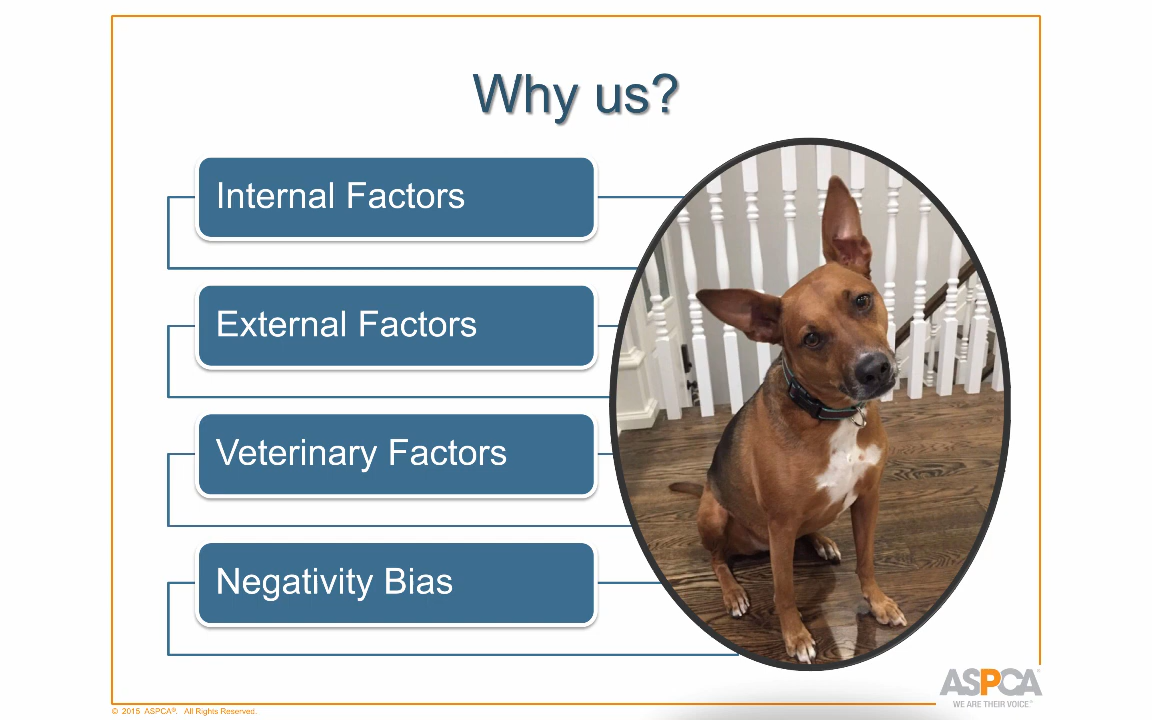 Why us?
Internal Factors
External Factors
Veterinary Factors
Negativity Bias
ASPCA®
WE ARE THEIR VOICE.®
© 2015 ASPCA®. All Rights Reserved.